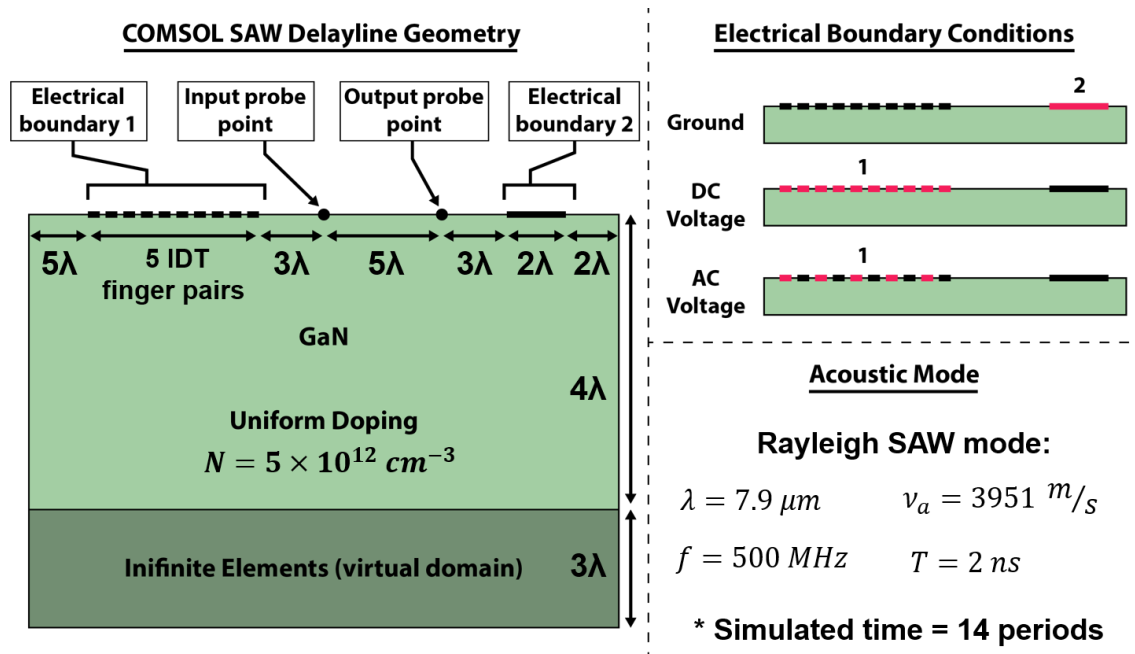 COMSOL SAW Delayline Geometry
Electrical boundary 1
Input probe point
Output probe point
Electrical boundary 2
5λ
5 IDT finger pairs
3λ
5λ
3λ
2λ
2λ
GaN
4λ
Uniform Doping
N = 5 × 10¹² cm⁻³
Inifinite Elements (virtual domain)
3λ
Electrical Boundary Conditions
2
Ground
1
DC Voltage
1
AC Voltage
Acoustic Mode
Rayleigh SAW mode:
λ = 7.9 μm
νₐ = 3951 m/s
f = 500 MHz
T = 2 ns
* Simulated time = 14 periods